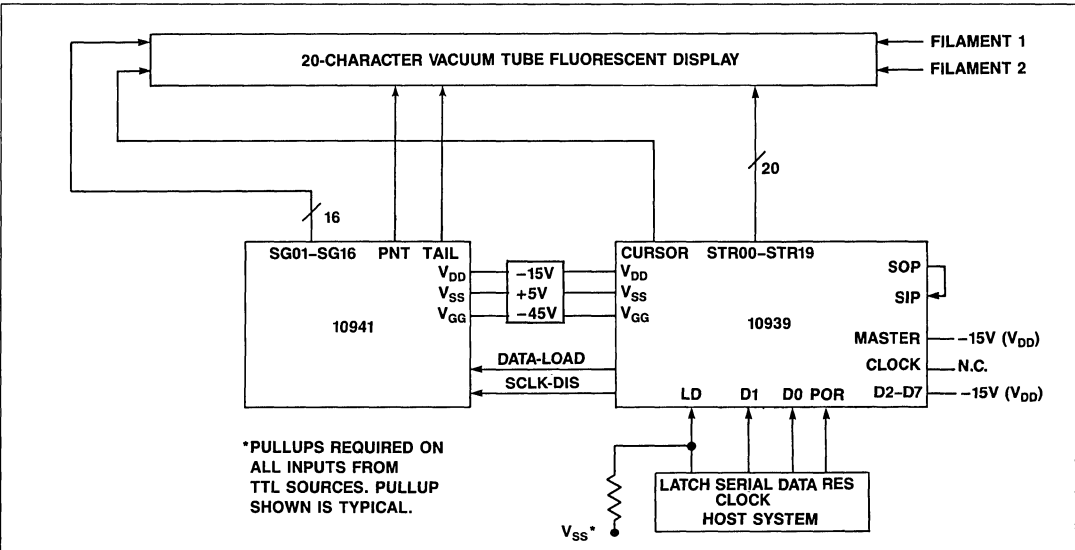 20-CHARACTER VACUUM TUBE FLUORESCENT DISPLAY
FILAMENT 1
FILAMENT 2
20
16
SG01–SG16 PNT TAIL
VDD
VSS
VGG
10941
–15V
+5V
–45V
CURSOR STR00–STR19
VDD
VSS
VGG
10939
SOP
SIP
MASTER –15V (VDD)
CLOCK N.C.
D2–D7 –15V (VDD)
LD D1 D0 POR
DATA-LOAD
SCLK-DIS
*PULLUPS REQUIRED ON
ALL INPUTS FROM
TTL SOURCES. PULLUP
SHOWN IS TYPICAL.
VSS*
LATCH SERIAL DATA RES
CLOCK
HOST SYSTEM